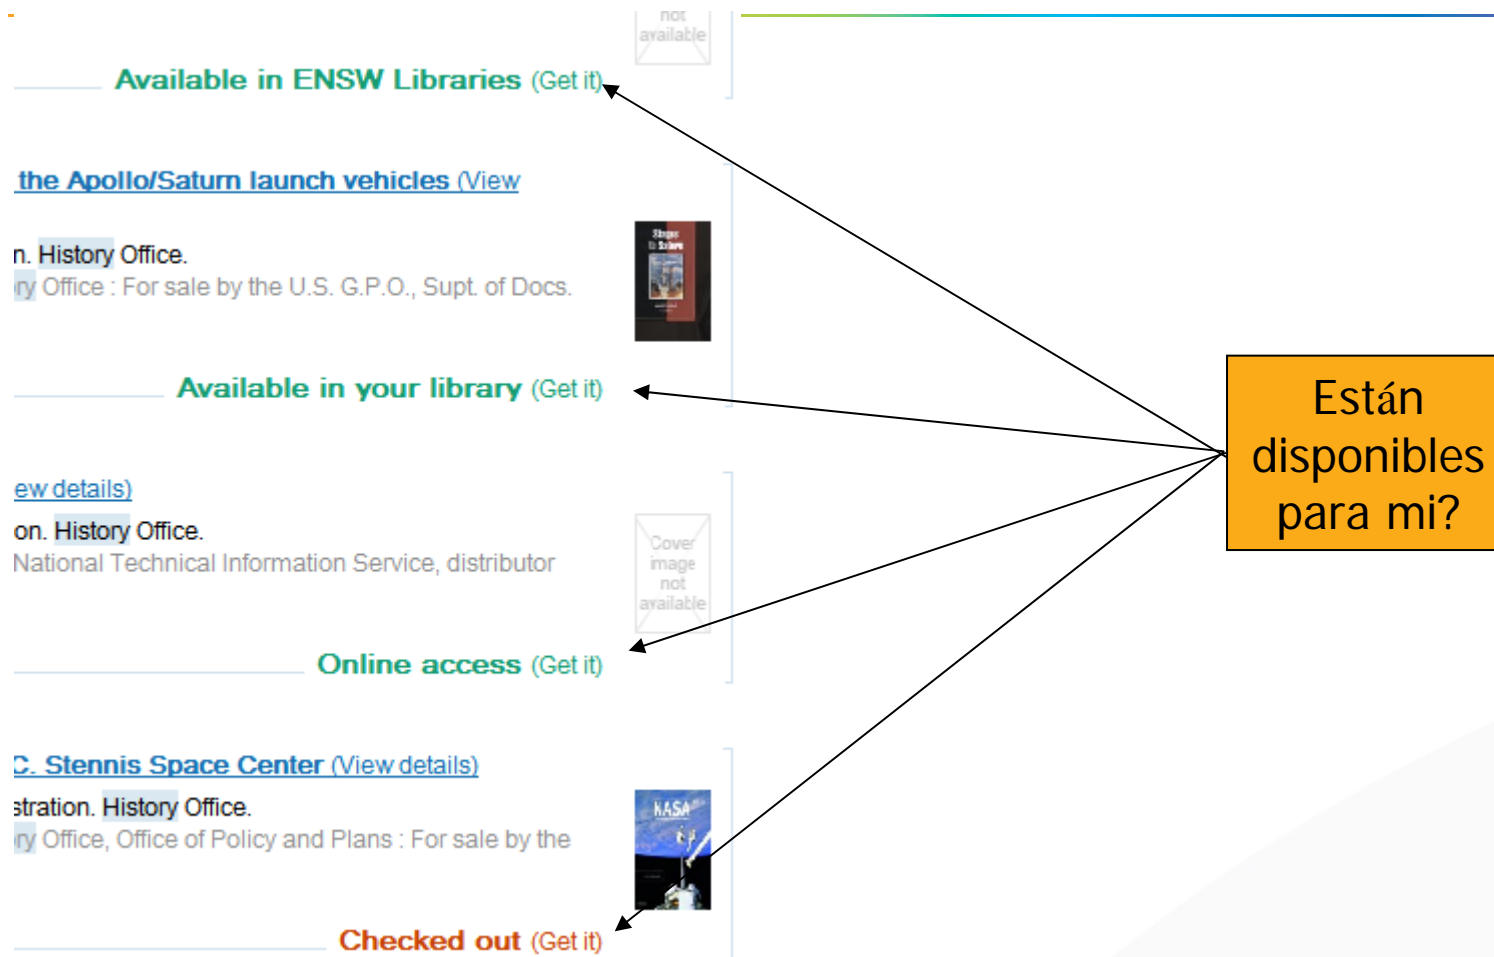 not
available
Available in ENSW Libraries (Get it)
the Apollo/Saturn launch vehicles (View
n. History Office.
ry Office : For sale by the U.S. G.P.O., Supt. of Docs.
Stages
to Saturn
Available in your library (Get it)
Están
disponibles
para mi?
ew details)
on. History Office.
National Technical Information Service, distributor
Cover
image
not
available
Online access (Get it)
C. Stennis Space Center (View details)
stration. History Office.
ry Office, Office of Policy and Plans : For sale by the
NASA
Checked out (Get it)